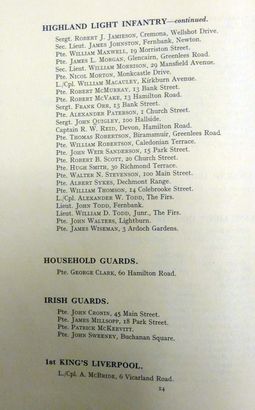 HIGHLAND LIGHT INFANTRY—continued.
Sergt. ROBERT J. JAMIESON, Cremona, Wellshot Drive.
Sec. Lieut. JAMES JOHNSTON, Fernbank, Newton.
Pte. WILLIAM MAXWELL, 19 Morriston Street.
Pte. JAMES L. MORGAN, Glencairn, Greenlees Road.
Sec. Lieut. WILLIAM MORRISON, 29 Mansfield Avenue.
Pte. NICOL MORTON, Monkcastle Drive.
L./Cpl. WILLIAM MACAULEY, Kirkburn Avenue.
Pte. ROBERT MCMURRAY, 13 Bank Street.
Pte. ROBERT MCVAKE, 13 Hamilton Road.
Sergt. FRANK ORR, 13 Bank Street.
Pte. ALEXANDER PATERSON, 1 Church Street.
Sergt. JOHN QUIGLEY, 100 Hallside.
Captain R. W. REID, Devon, Hamilton Road.
Pte. THOMAS ROBERTSON, Biramansair, Greenlees Road.
Pte. WILLIAM ROBERTSON, Caledonian Terrace.
Pte. JOHN WEIR SANDERSON, 15 Park Street.
Pte. ROBERT B. SCOTT, 20 Church Street.
Pte. HUGH SMITH, 30 Richmond Terrace.
Pte. WALTER N. STEVENSON, 100 Main Street.
Pte. ALBERT SYKES, Dechmont Range.
Pte. WILLIAM THOMSON, 14 Colebrooke Street.
L./Cpl. ALEXANDER W. TODD, The Firs.
Lieut. JOHN TODD, Fernbank.
Lieut. WILLIAM D. TODD, Junr., The Firs.
Pte. JOHN WALTERS, Lightburn.
Pte. JAMES WISEMAN, 3 Ardoch Gardens.
HOUSEHOLD GUARDS.
Pte. GEORGE CLARK, 60 Hamilton Road.
IRISH GUARDS.
Pte. JOHN CRONIN, 45 Main Street.
Pte. JAMES MILLSOPP, 18 Park Street.
Pte. PATRICK MCKERVITT.
Pte. JOHN SWEENEY, Buchanan Square.
1st KING'S LIVERPOOL.
L./Cpl. A. MCBRIDE, 6 Vicarland Road.
24